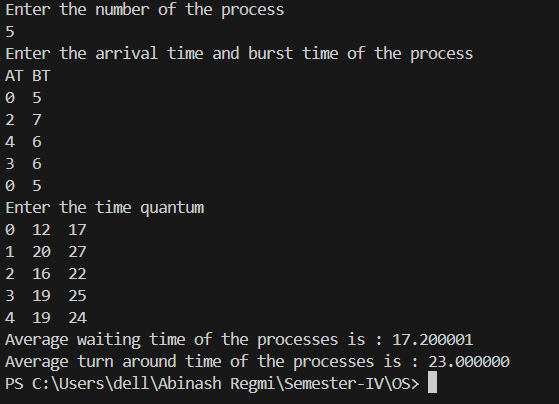 Enter the number of the process
5
Enter the arrival time and burst time of the process
AT BT
0  5
2  7
4  6
3  6
0  5
Enter the time quantum
0  12  17
1  20  27
2  16  22
3  19  25
4  19  24
Average waiting time of the processes is : 17.200001
Average turn around time of the processes is : 23.000000
PS C:\Users\dell\Abinash Regmi\Semester-IV\OS>